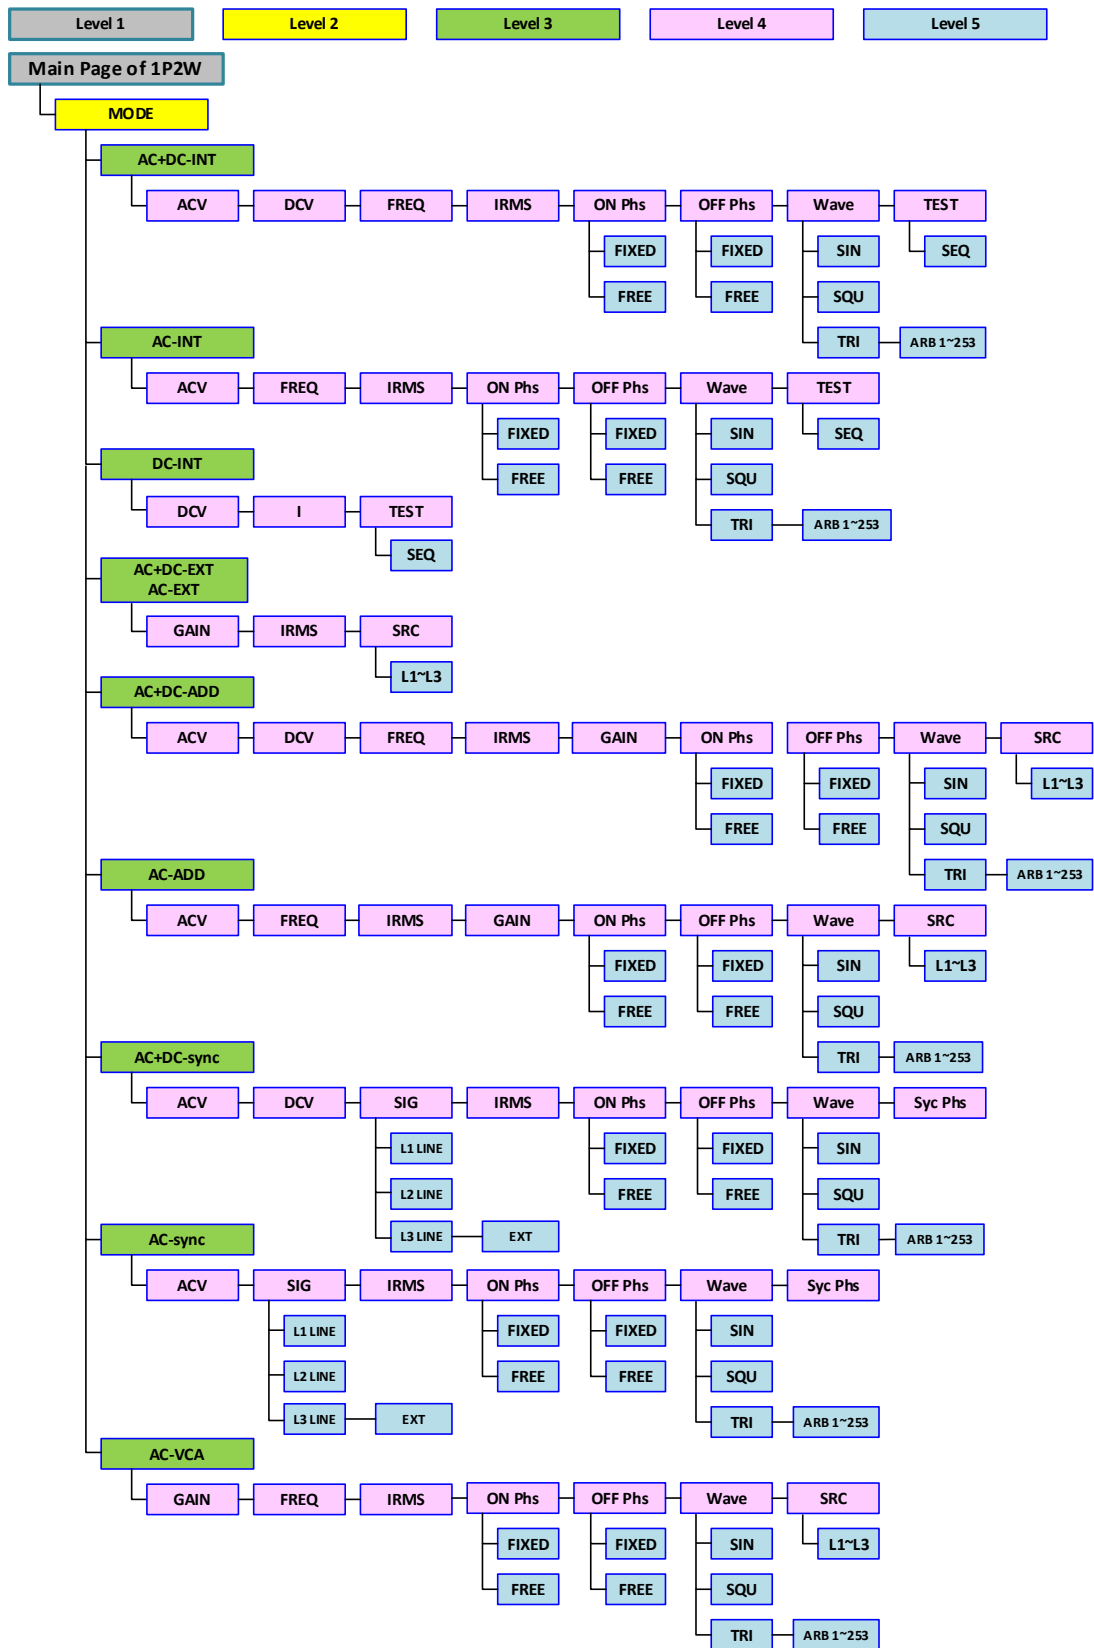 Level 1 Level 2 Level 3 Level 4 Level 5
Main Page of 1P2W
MODE
AC+DC-INT
ACV DCV FREQ IRMS ON Phs OFF Phs Wave TEST
FIXED FIXED SIN SEQ
FREE FREE SQU
TRI ARB 1~253
AC-INT
ACV FREQ IRMS ON Phs OFF Phs Wave TEST
FIXED FIXED SIN SEQ
FREE FREE SQU
TRI ARB 1~253
DC-INT
DCV I TEST
SEQ
AC+DC-EXT
AC-EXT
GAIN IRMS SRC
L1~L3
AC+DC-ADD
ACV DCV FREQ IRMS GAIN ON Phs OFF Phs Wave SRC
FIXED FIXED SIN L1~L3
FREE FREE SQU
TRI ARB 1~253
AC-ADD
ACV FREQ IRMS GAIN ON Phs OFF Phs Wave SRC
FIXED FIXED SIN L1~L3
FREE FREE SQU
TRI ARB 1~253
AC+DC-sync
ACV DCV SIG IRMS ON Phs OFF Phs Wave Syc Phs
L1 LINE FIXED FIXED SIN
L2 LINE FREE FREE SQU
L3 LINE EXT TRI ARB 1~253
AC-sync
ACV SIG IRMS ON Phs OFF Phs Wave Syc Phs
L1 LINE FIXED FIXED SIN
L2 LINE FREE FREE SQU
L3 LINE EXT TRI ARB 1~253
AC-VCA
GAIN FREQ IRMS ON Phs OFF Phs Wave SRC
FIXED FIXED SIN L1~L3
FREE FREE SQU
TRI ARB 1~253